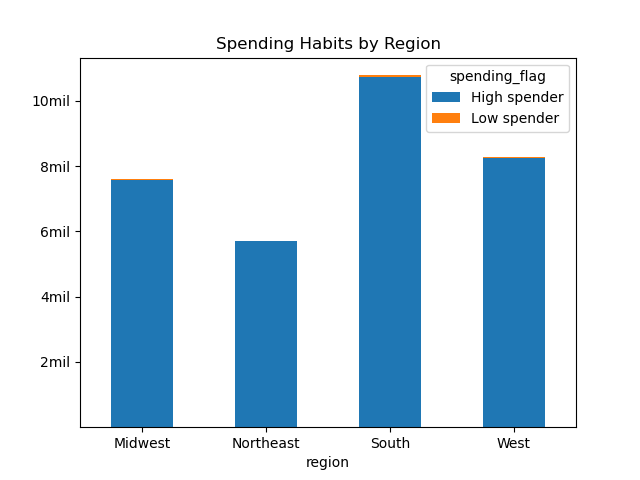 Spending Habits by Region
spending_flag
High spender
Low spender
10mil
8mil
6mil
4mil
2mil
Midwest Northeast South West
region